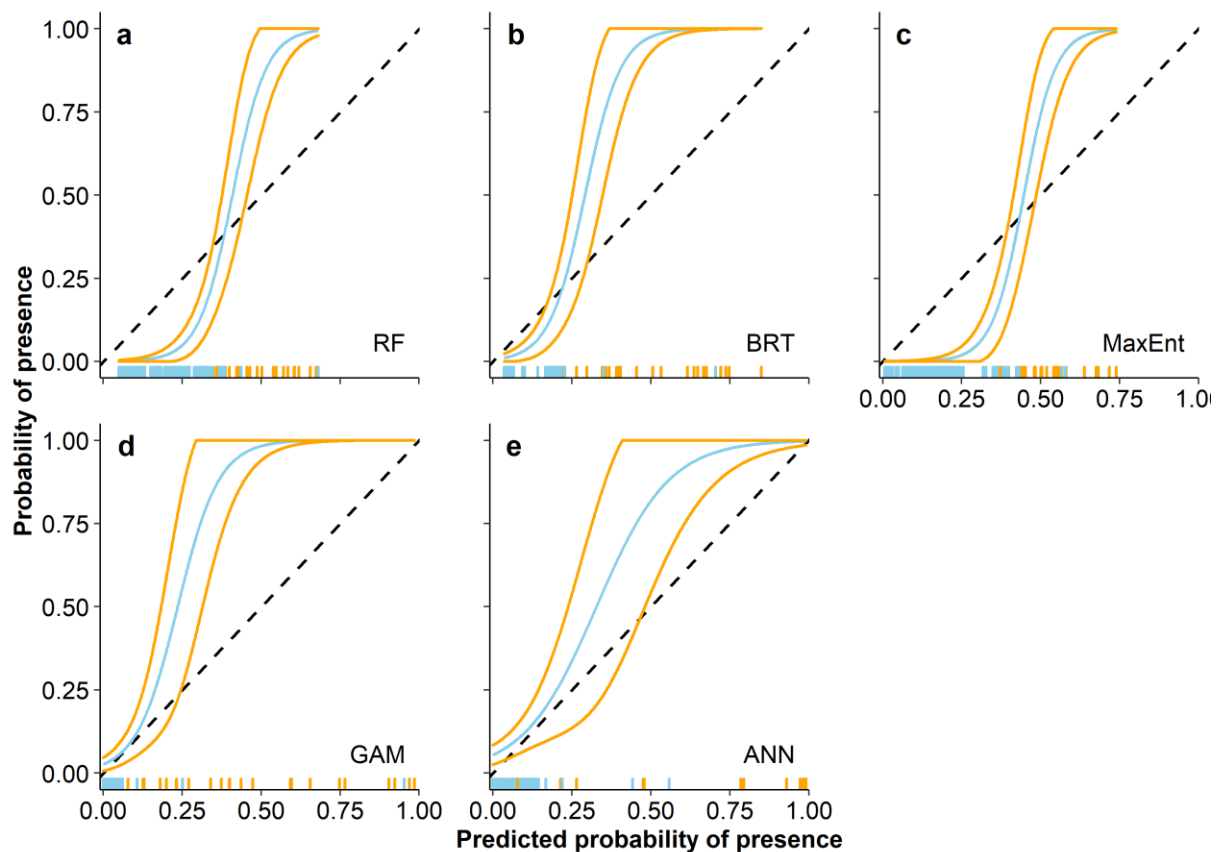 a
b
c
1.00
0.75
0.50
0.25
0.00
RF
BRT
MaxEnt
0.00 0.25 0.50 0.75 1.00
d
e
1.00
0.75
0.50
0.25
0.00
GAM
ANN
0.00 0.25 0.50 0.75 1.00
0.00 0.25 0.50 0.75 1.00
Probability of presence
Predicted probability of presence